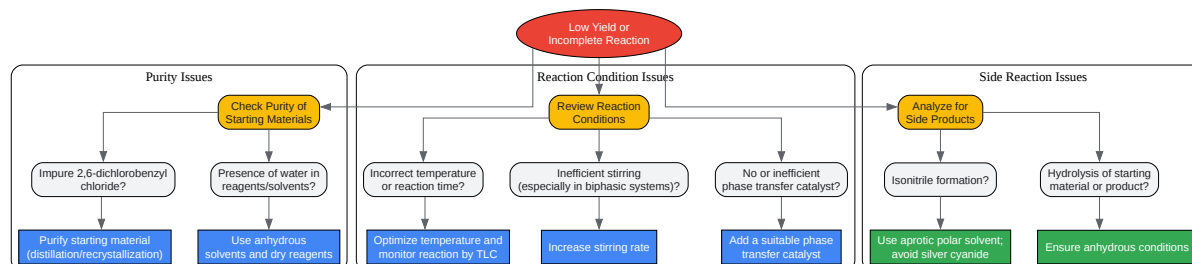 Low Yield or
Incomplete Reaction
Purity Issues
Reaction Condition Issues
Side Reaction Issues
Check Purity of
Starting Materials
Review Reaction
Conditions
Analyze for
Side Products
Impure 2,6-dichlorobenzyl
chloride?
Presence of water in
reagents/solvents?
Incorrect temperature
or reaction time?
Inefficient stirring
(especially in biphasic systems)?
No or inefficient
phase transfer catalyst?
Isonitrile formation?
Hydrolysis of starting
material or product?
Purify starting material
(distillation/recrystallization)
Use anhydrous
solvents and dry reagents
Optimize temperature and
monitor reaction by TLC
Increase stirring rate
Add a suitable phase
transfer catalyst
Use aprotic polar solvent;
avoid silver cyanide
Ensure anhydrous conditions